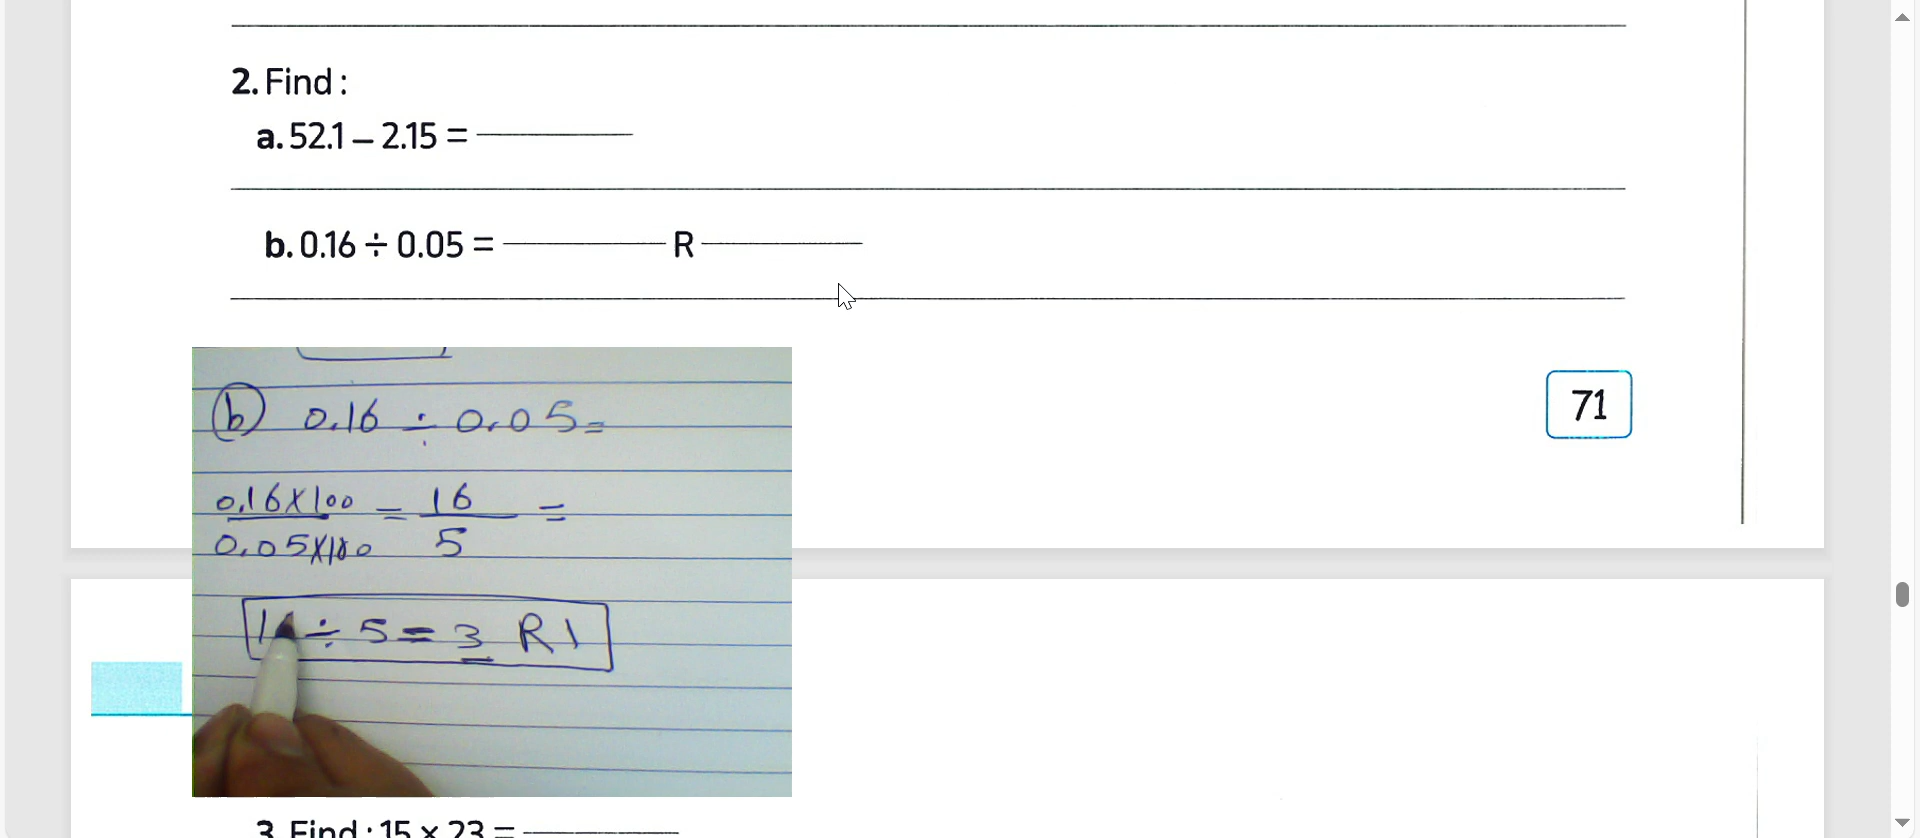 2. Find :
a. 52.1 – 2.15 =
b. 0.16 ÷ 0.05 = R
71
b 0.16 ÷ 0.05 =
0.16 × 100 = 16 =
0.05 × 100 5
÷ 5 = 3 R 1
3. Find : 15 × 23 =